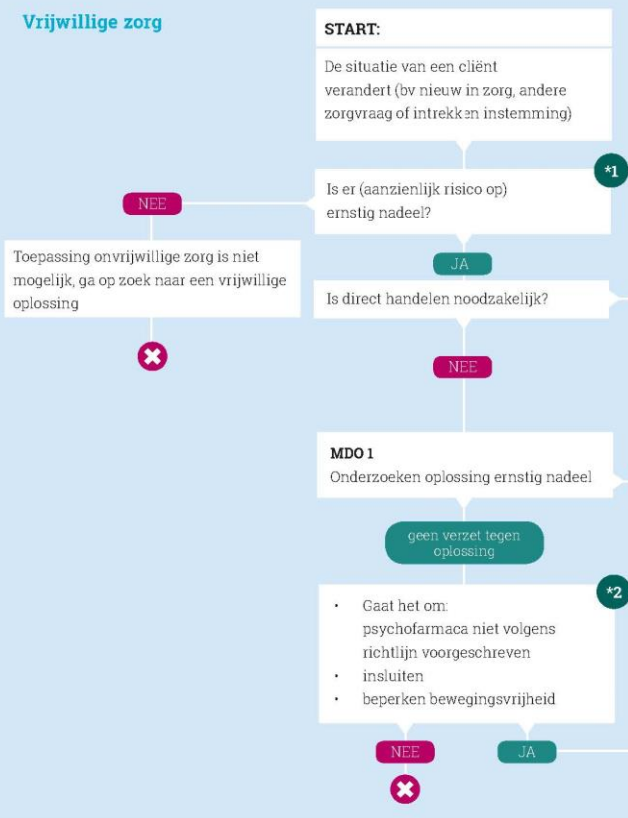 Vrijwillige zorg
START:
De situatie van een cliënt
verandert (bv nieuw in zorg, andere
zorgvraag of intrekken instemming)
*1
Is er (aanzienlijk risico op)
ernstig nadeel?
NEE
Toepassing onvrijwillige zorg is niet
mogelijk, ga op zoek naar een vrijwillige
oplossing
JA
Is direct handelen noodzakelijk?
NEE
MDO 1
Onderzoeken oplossing ernstig nadeel
geen verzet tegen
oplossing
*2
• Gaat het om:
psychofarmaca niet volgens
richtlijn voorgeschreven
• insluiten
• beperken bewegingsvrijheid
NEE
JA